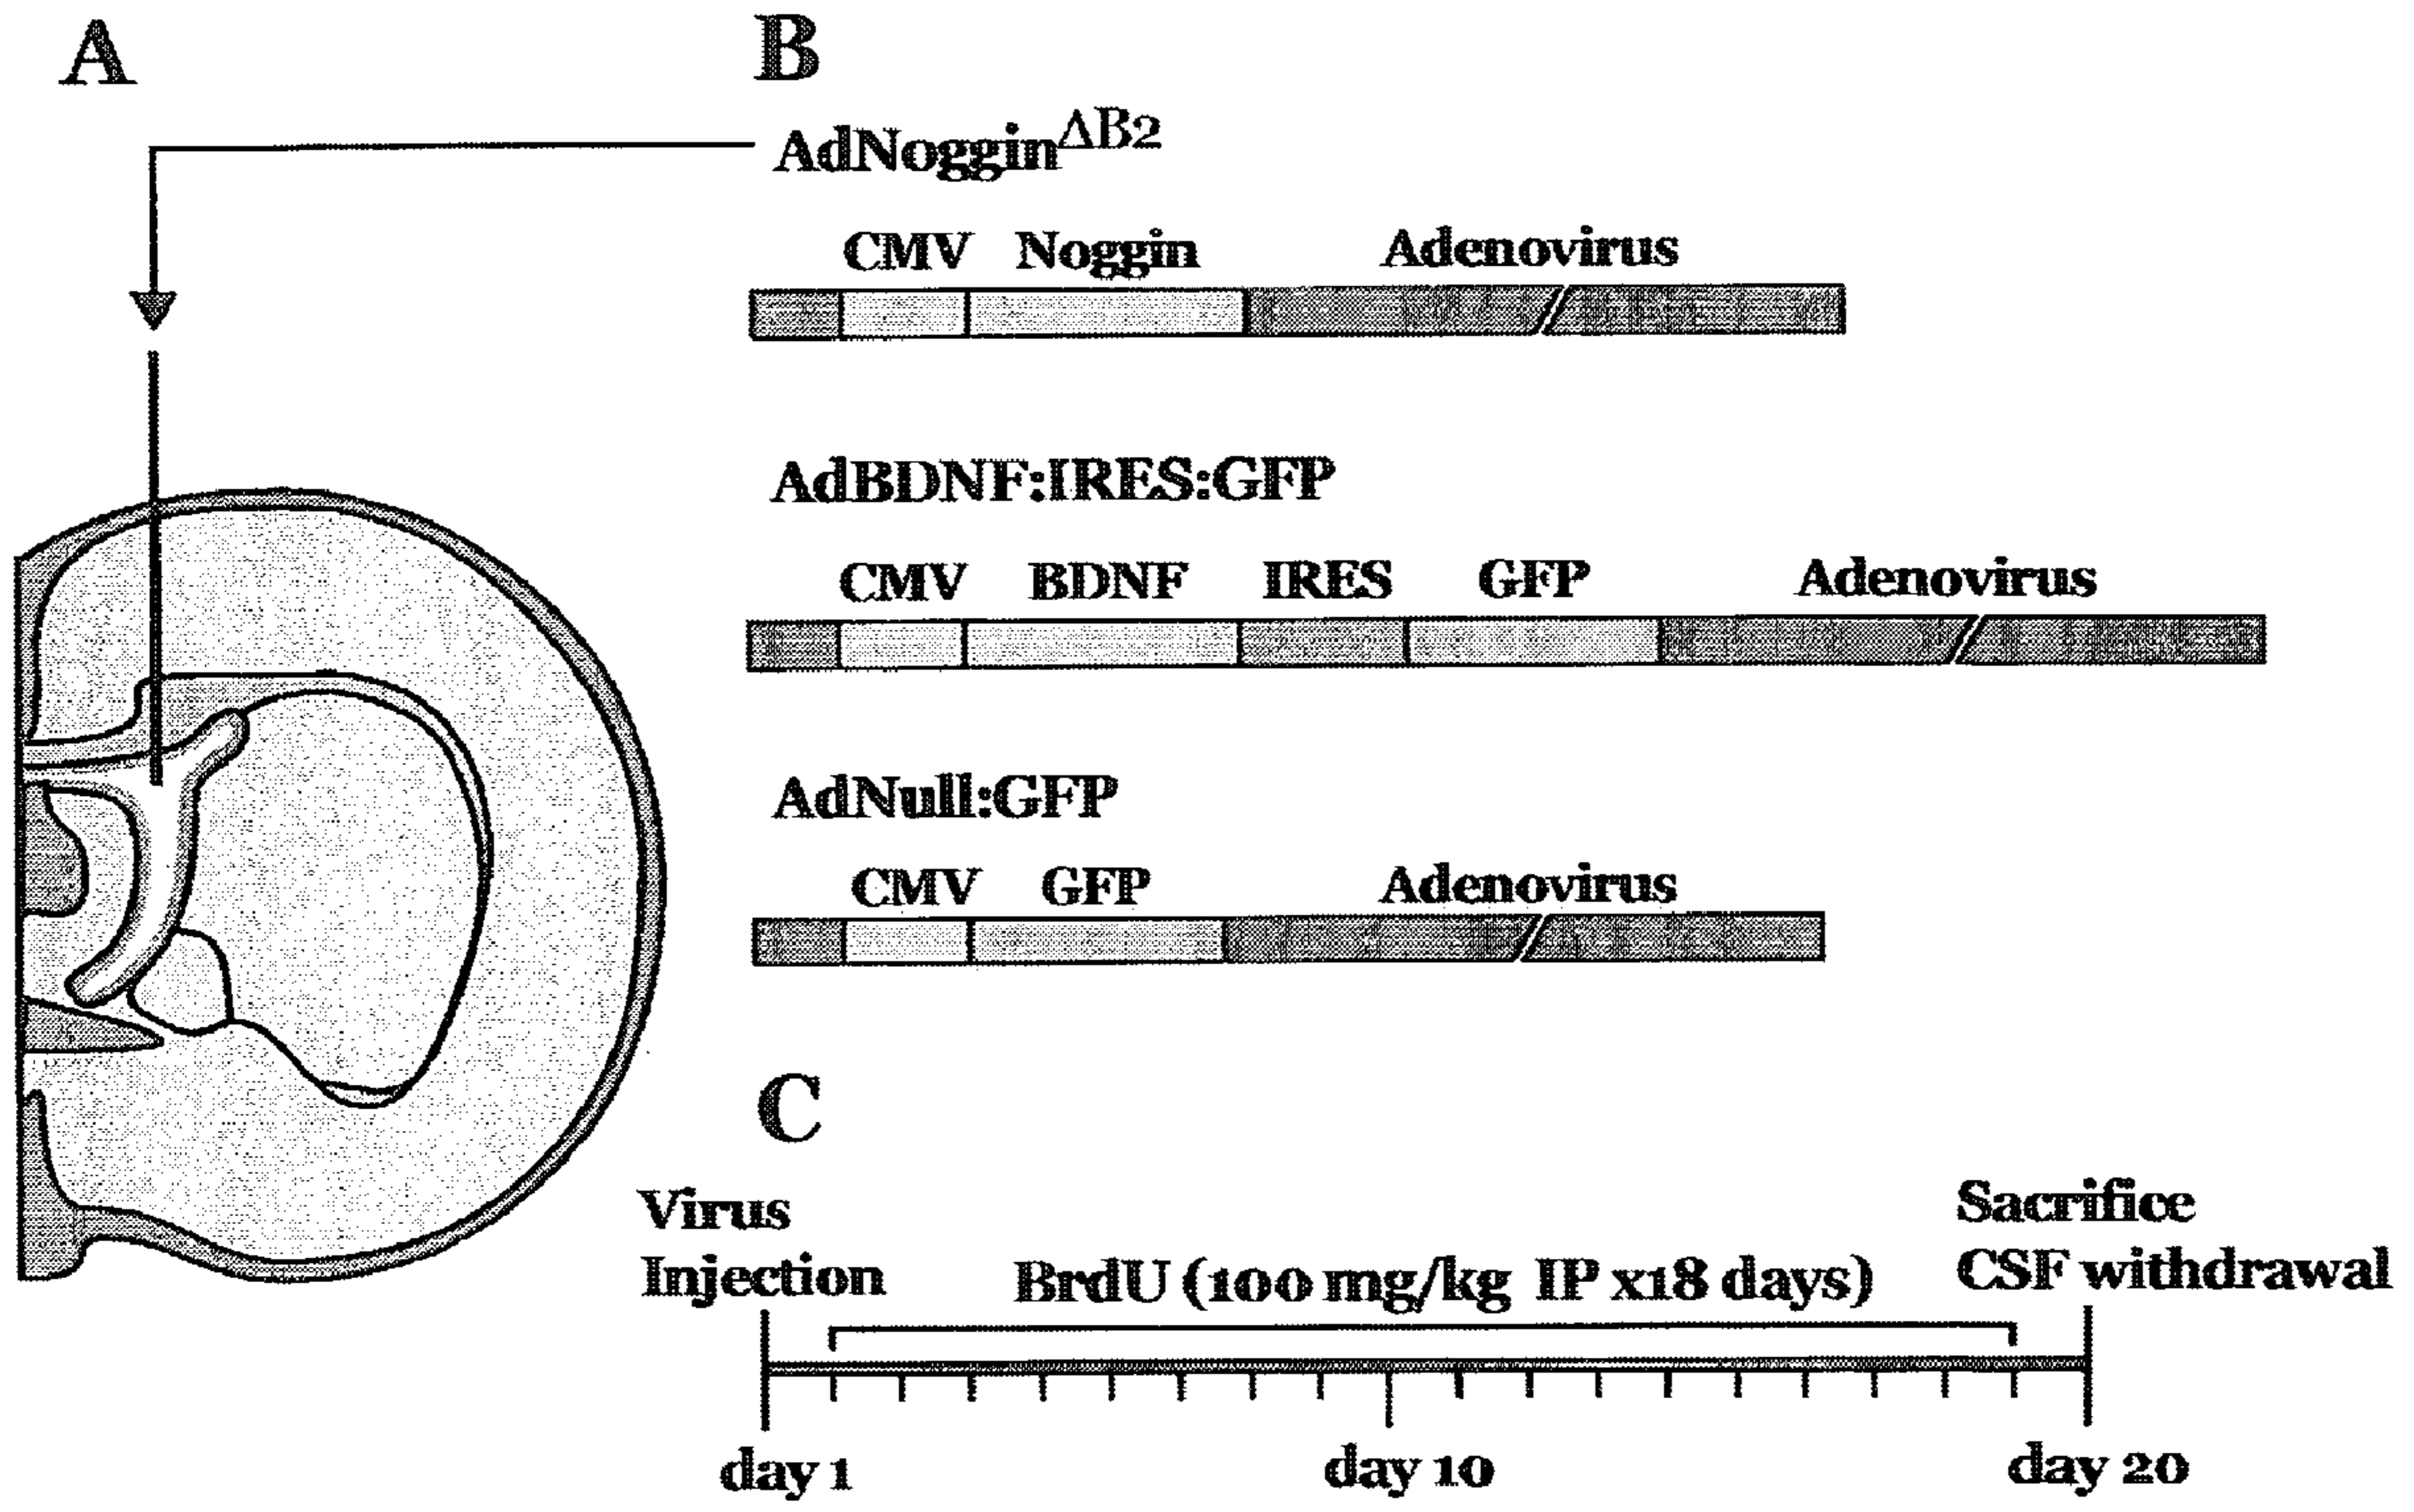 A
B
AdNoggin^ΔB2
CMV Noggin Adenovirus
AdBDNF:IRES:GFP
CMV BDNF IRES GFP Adenovirus
AdNull:GFP
CMV GFP Adenovirus
C
Virus
Injection
BrdU (100 mg/kg IP x18 days)
Sacrifice
CSF withdrawal
day 1
day 10
day 20